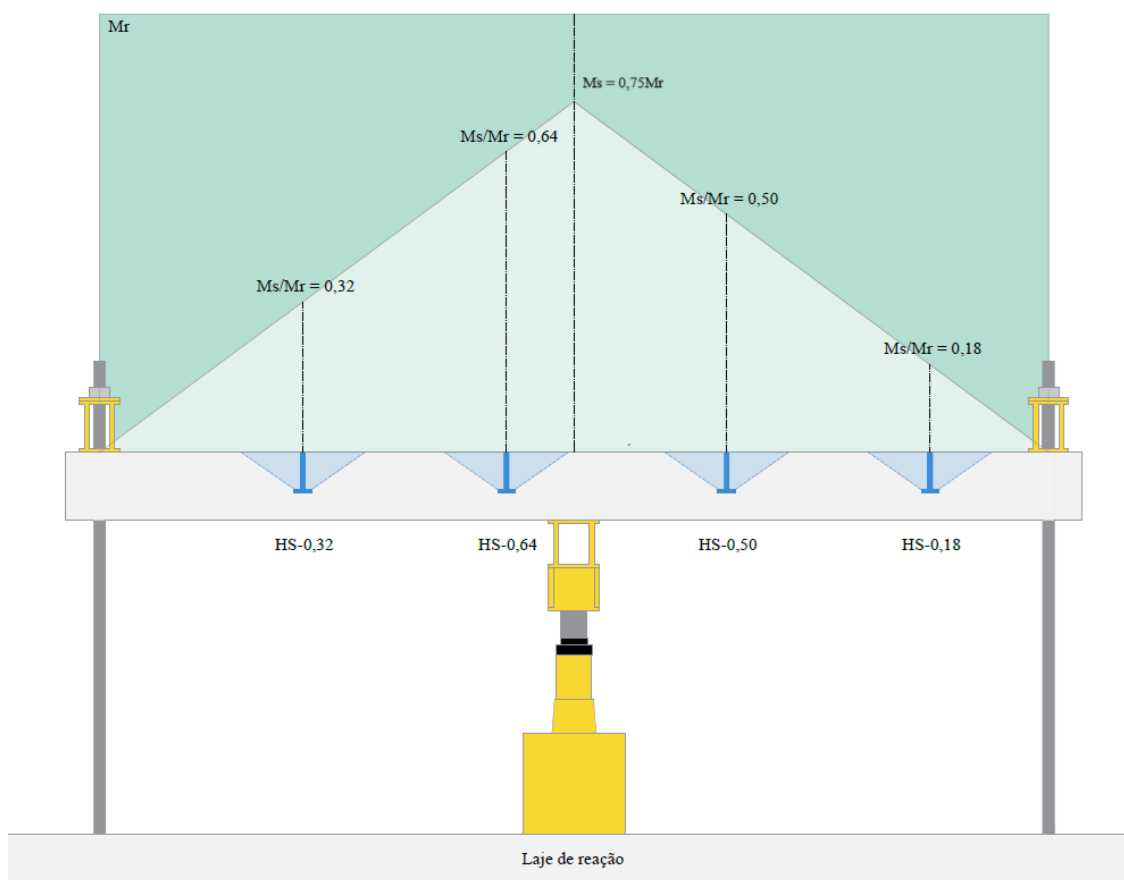 Mr
Ms = 0,75Mr
Ms/Mr = 0,64
Ms/Mr = 0,50
Ms/Mr = 0,32
Ms/Mr = 0,18
HS-0,32
HS-0,64
HS-0,50
HS-0,18
Laje de reação